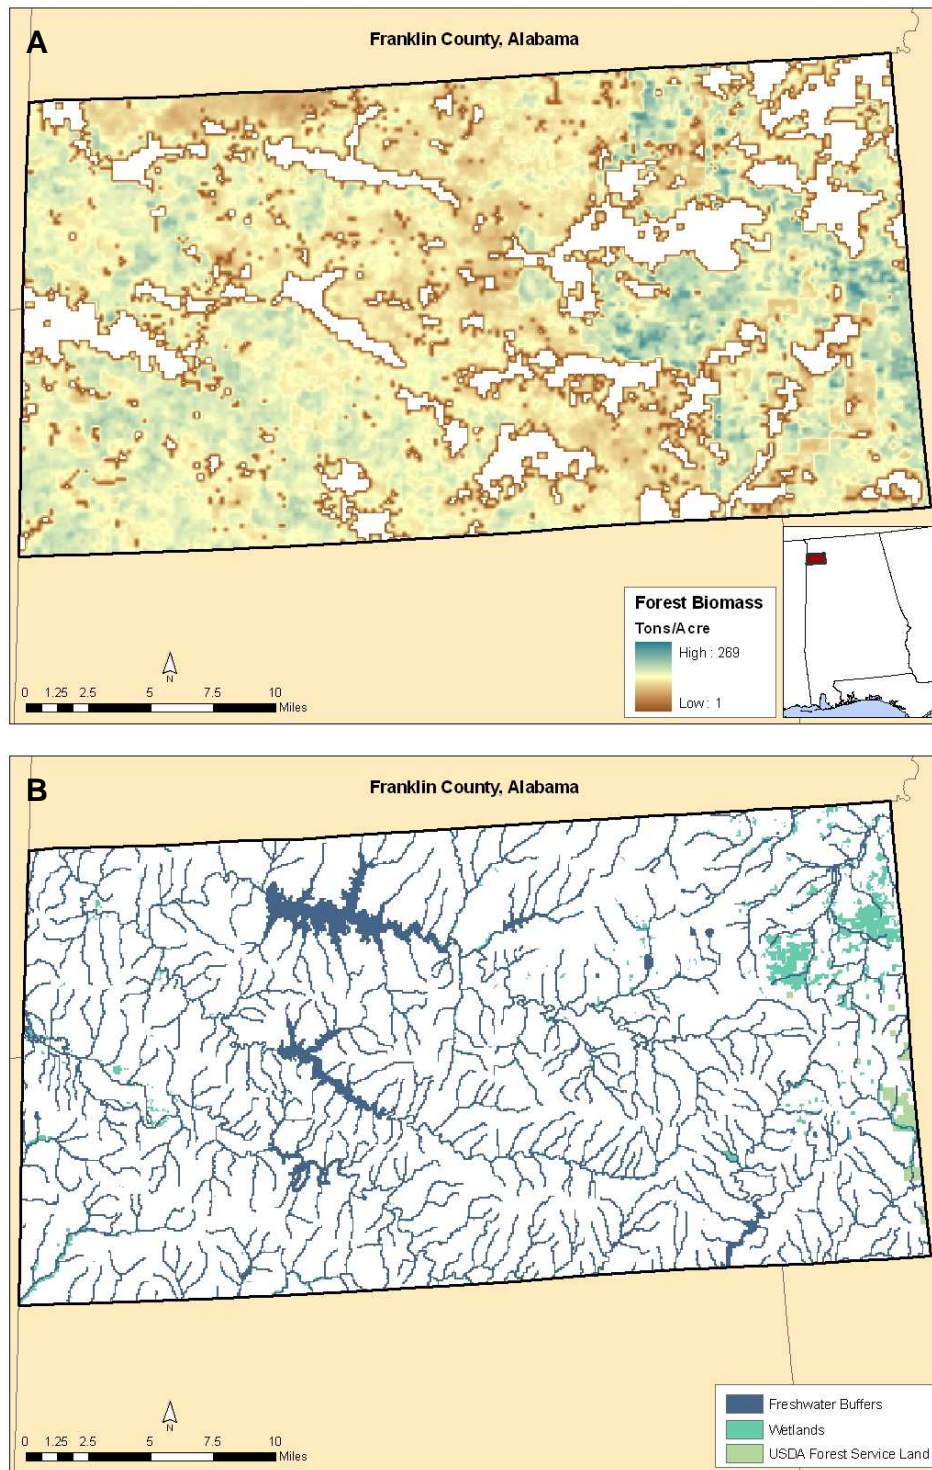 A
Franklin County, Alabama
Forest Biomass
Tons/Acre
High : 269
Low : 1
N
0 1.25 2.5 5 7.5 10
Miles
B
Franklin County, Alabama
Freshwater Buffers
Wetlands
USDA Forest Service Land
N
0 1.25 2.5 5 7.5 10
Miles